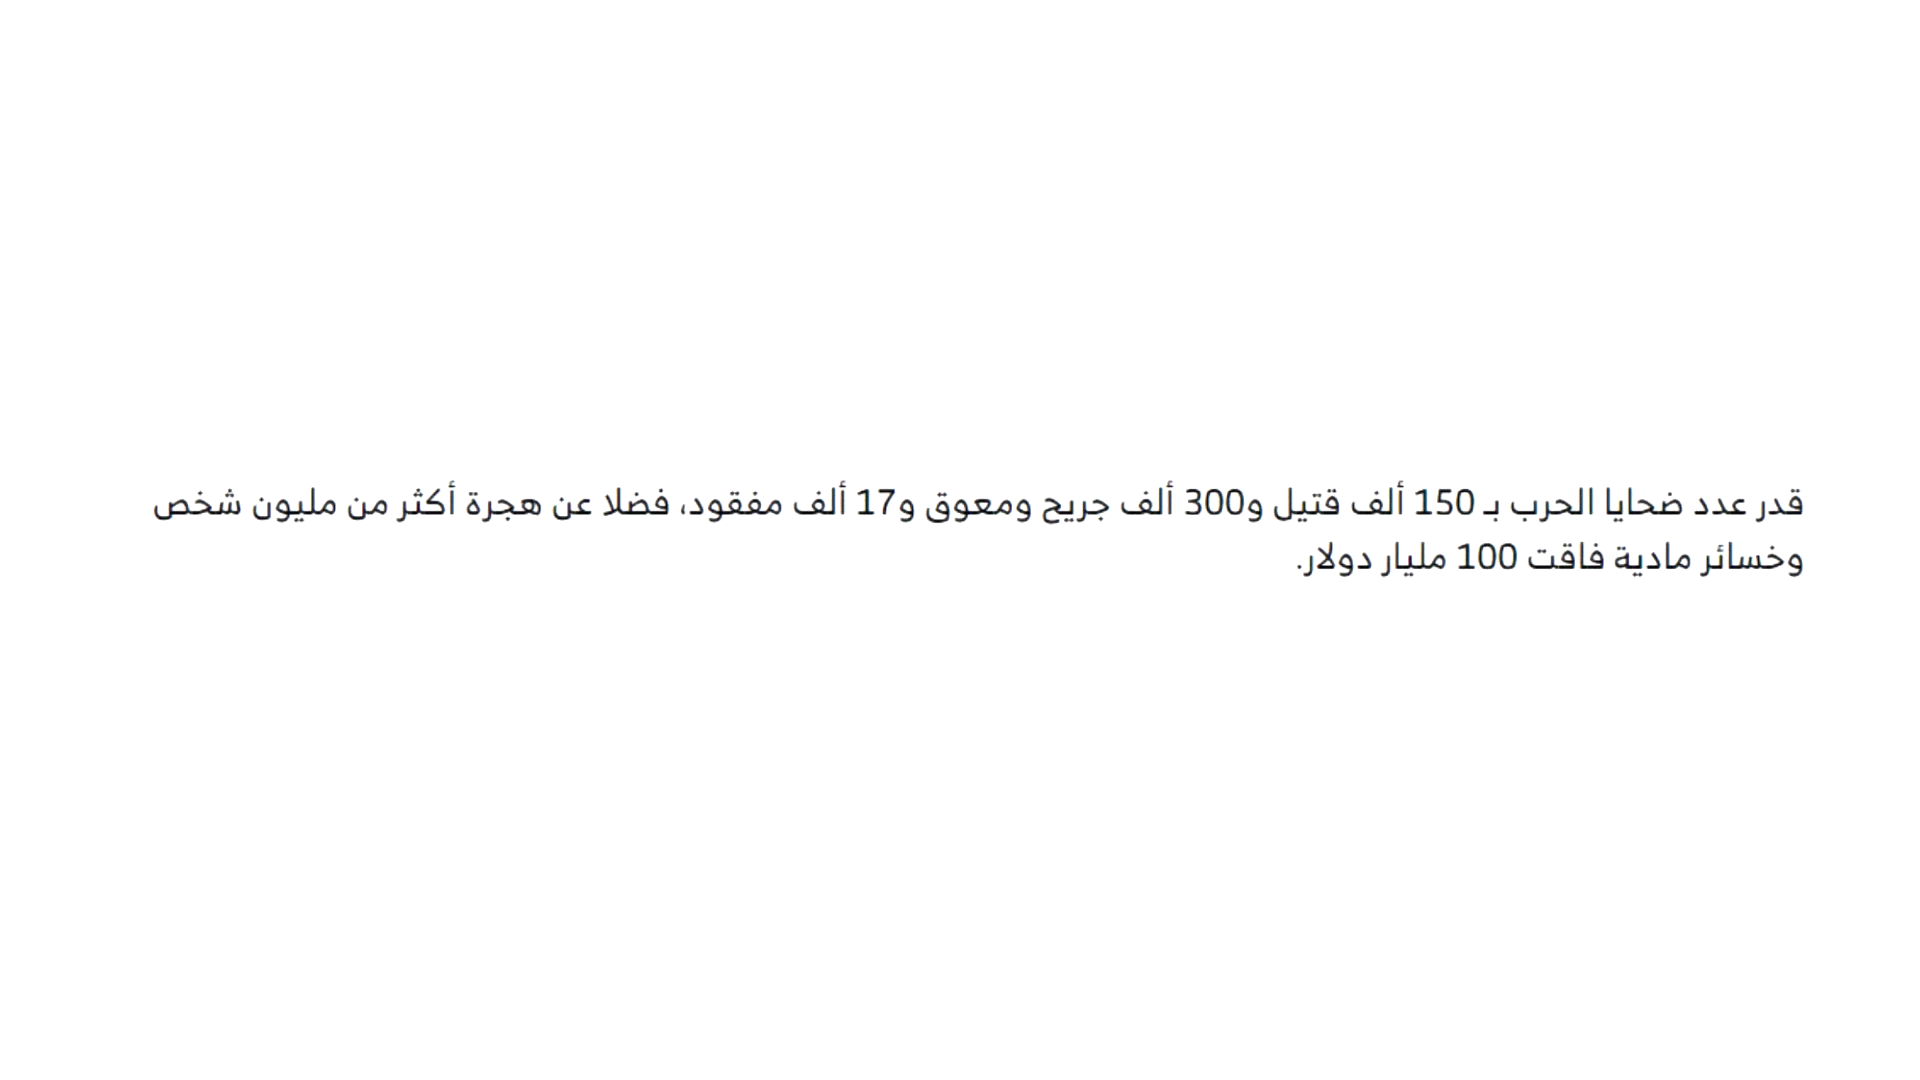 قدر عدد ضحايا الحرب بـ 150 ألف قتيل و300 ألف جريح ومعوق و17 ألف مفقود، فضلا عن هجرة أكثر من مليون شخص
وخسائر مادية فاقت 100 مليار دولار.